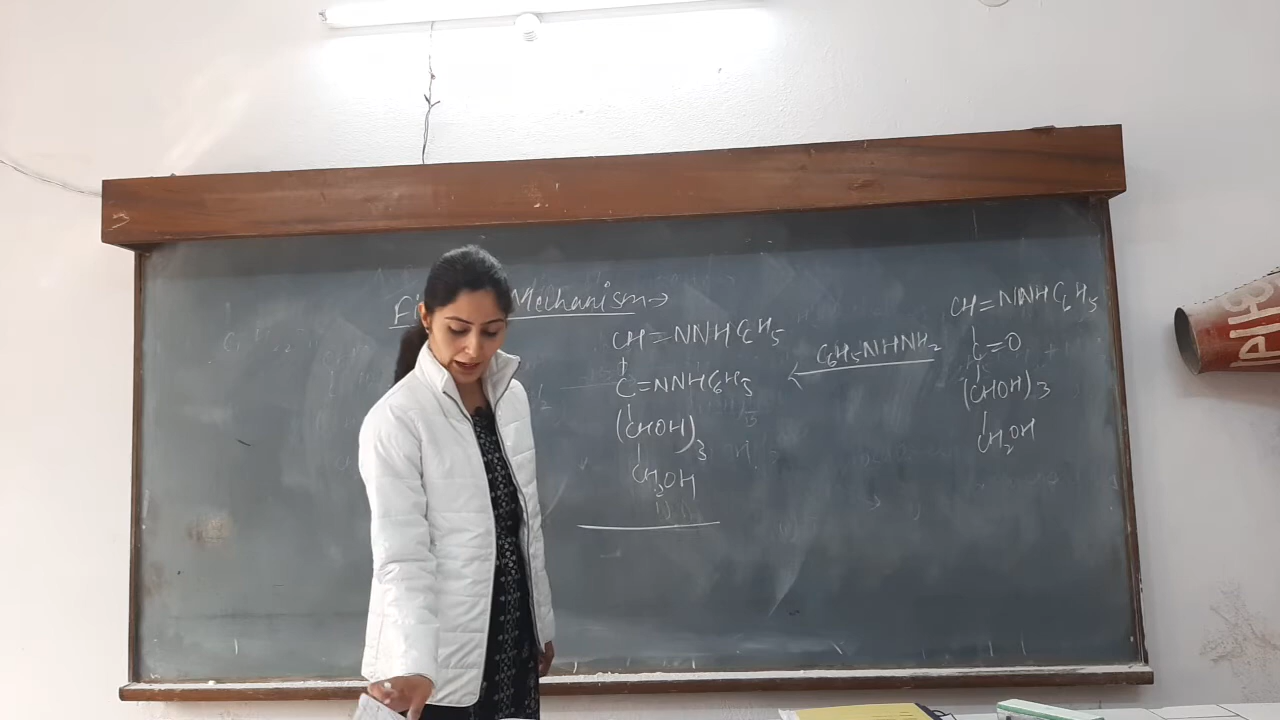 Mechanism→
CH=NNHC6H5
C=NNHC6H5
(CHOH)3
CH2OH
C6H5NHNH2
CH=NNHC6H5
C=O
(CHOH)3
CH2OH